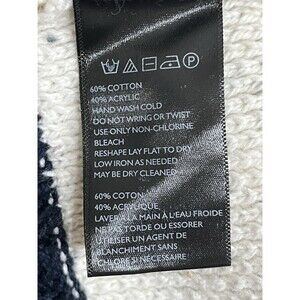 P
60% COTTON
40% ACRYLIC
HAND WASH COLD
DO NOT WRING OR TWIST
USE ONLY NON-CHLORINE
BLEACH
RESHAPE LAY FLAT TO DRY
LOW IRON AS NEEDED
MAY BE DRY CLEANED
60% COTON
40% ACRYLIQUE
LAVER À LA MAIN À L'EAU FROIDE
NE PAS TORDE OU ESSORER
UTILISER UN AGENT DE
BLANCHIMENT SANS
CHLORE SI NÉCESSAIRE